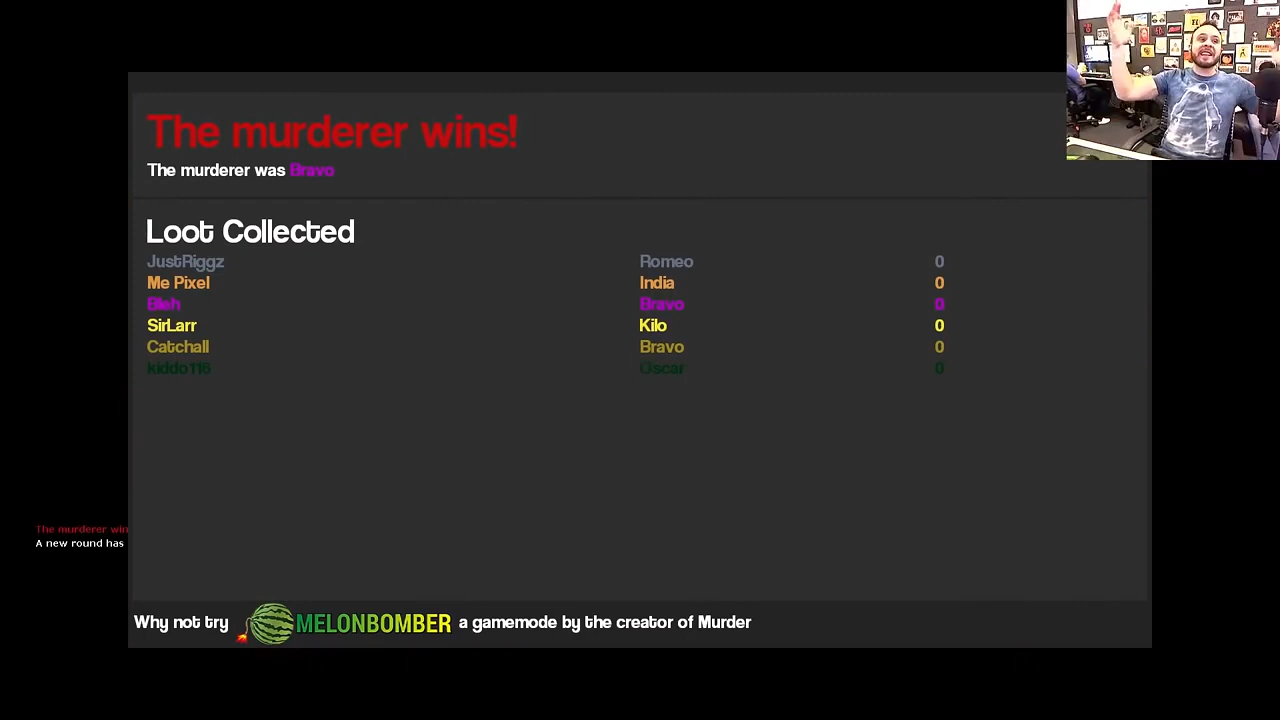 The murderer wins!
The murderer was Bravo
Loot Collected
JustRiggz Romeo 0
Me Pixel India 0
Bleh Bravo 0
SirLarr Kilo 0
Catchall Bravo 0
kiddo116 Oscar 0
The murderer win
A new round has
Why not try MELONBOMBER a gamemode by the creator of Murder